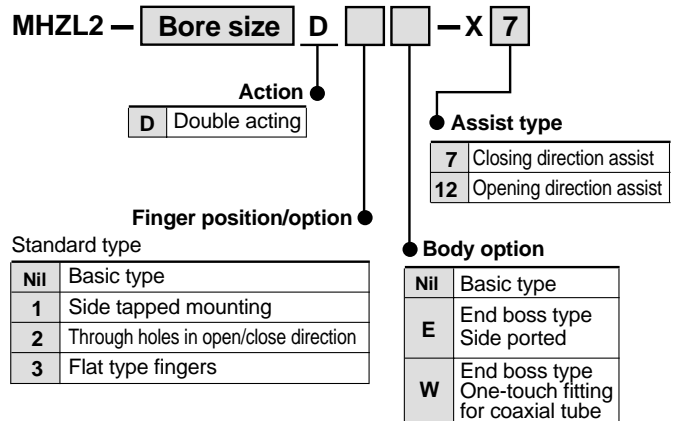 MHZL2 — Bore size D — X 7
Action
D Double acting
Assist type
7 Closing direction assist
12 Opening direction assist
Finger position/option
Standard type
Nil Basic type
1 Side tapped mounting
2 Through holes in open/close direction
3 Flat type fingers
Body option
Nil Basic type
E End boss type
Side ported
W End boss type
One-touch fitting
for coaxial tube